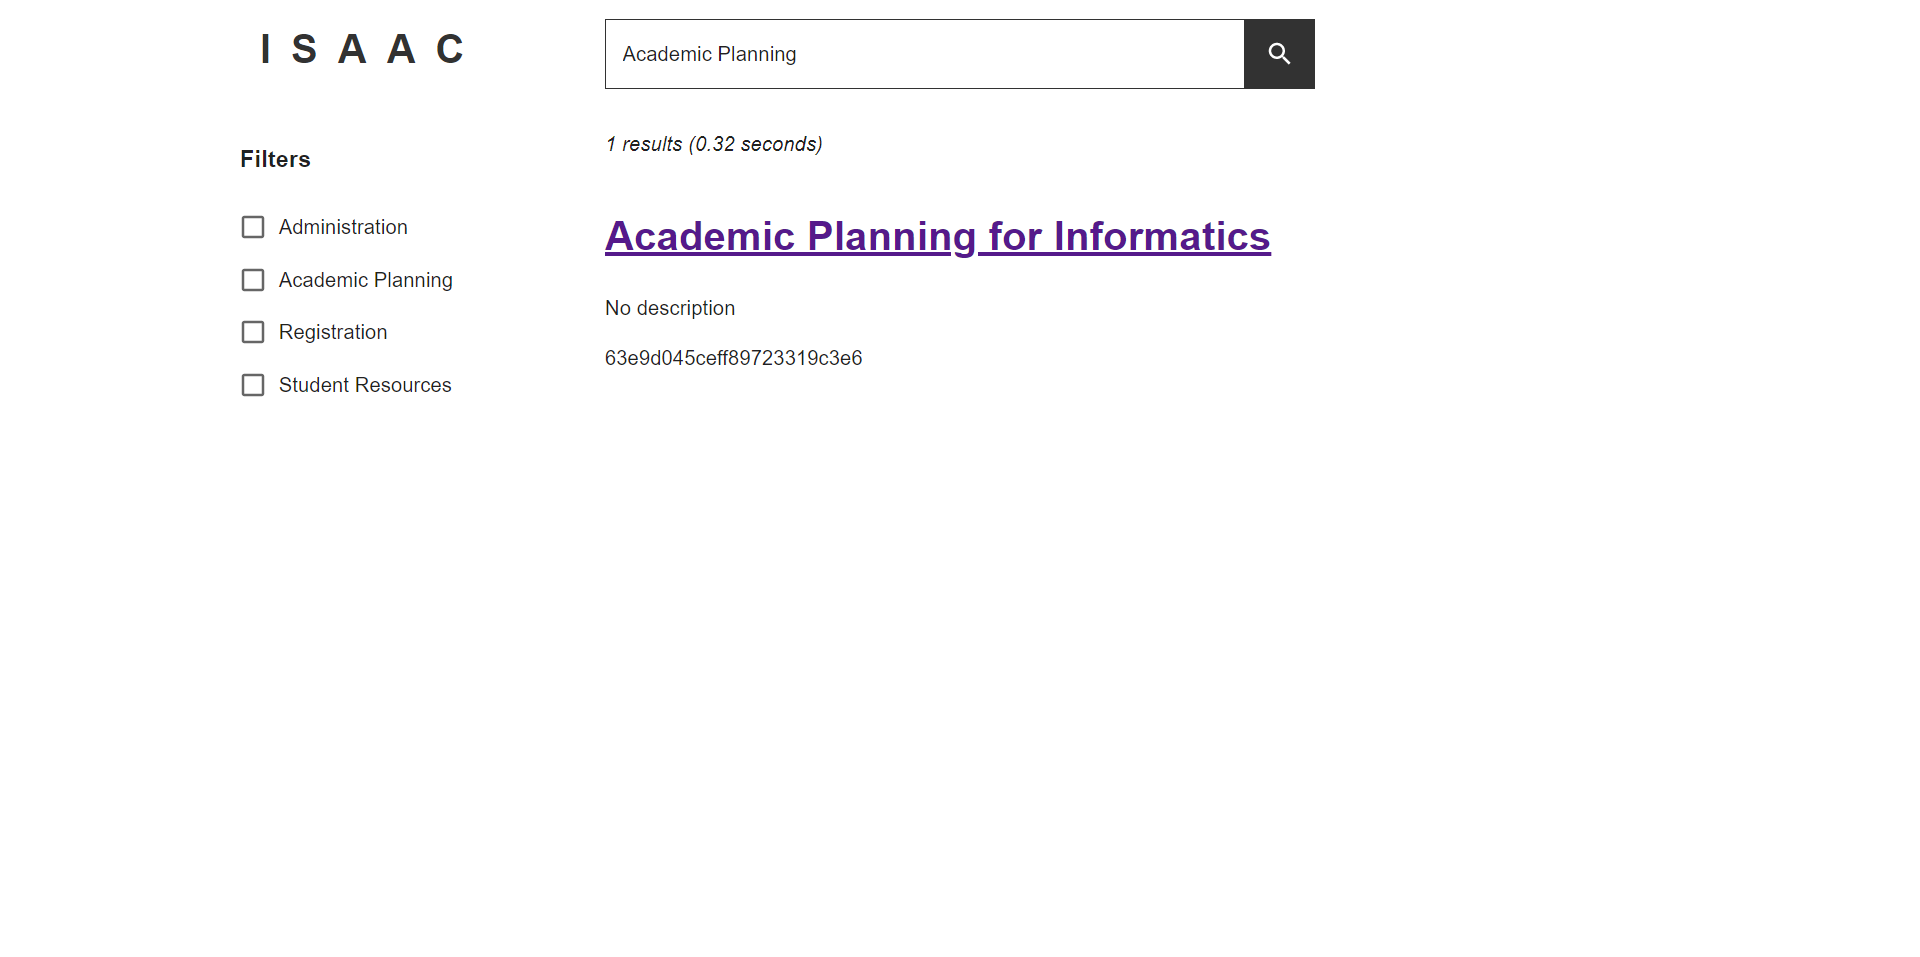 I S A A C
Academic Planning
1 results (0.32 seconds)
Filters
Administration
Academic Planning
Registration
Student Resources
Academic Planning for Informatics
No description
63e9d045ceff89723319c3e6